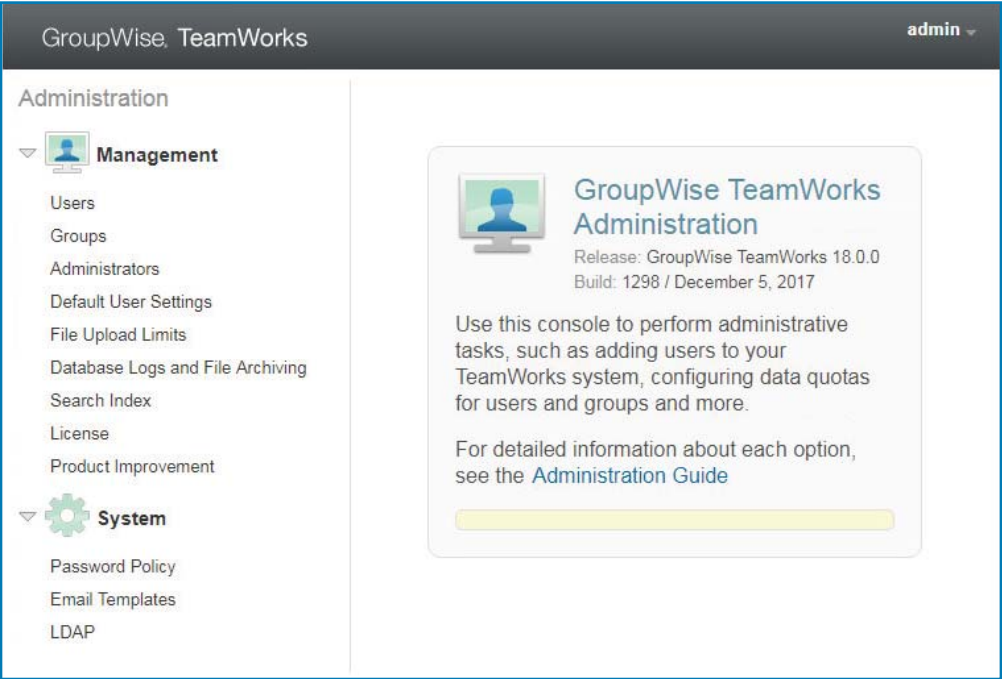 GroupWise. TeamWorks
admin
Administration
Management
Users
Groups
Administrators
Default User Settings
File Upload Limits
Database Logs and File Archiving
Search Index
License
Product Improvement
System
Password Policy
Email Templates
LDAP
GroupWise TeamWorks
Administration
Release: GroupWise TeamWorks 18.0.0
Build: 1298 / December 5, 2017
Use this console to perform administrative
tasks, such as adding users to your
TeamWorks system, configuring data quotas
for users and groups and more.
For detailed information about each option,
see the Administration Guide